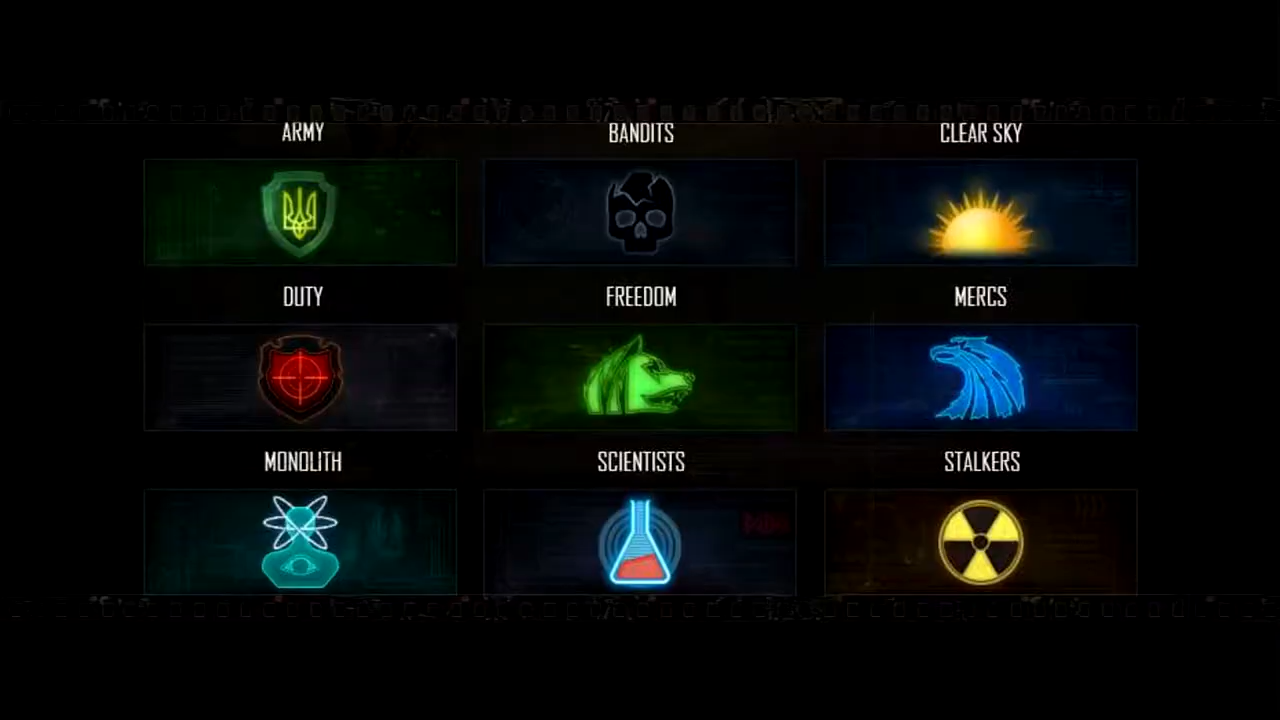 ARMY
BANDITS
CLEAR SKY
DUTY
FREEDOM
MERCS
MONOLITH
SCIENTISTS
STALKERS